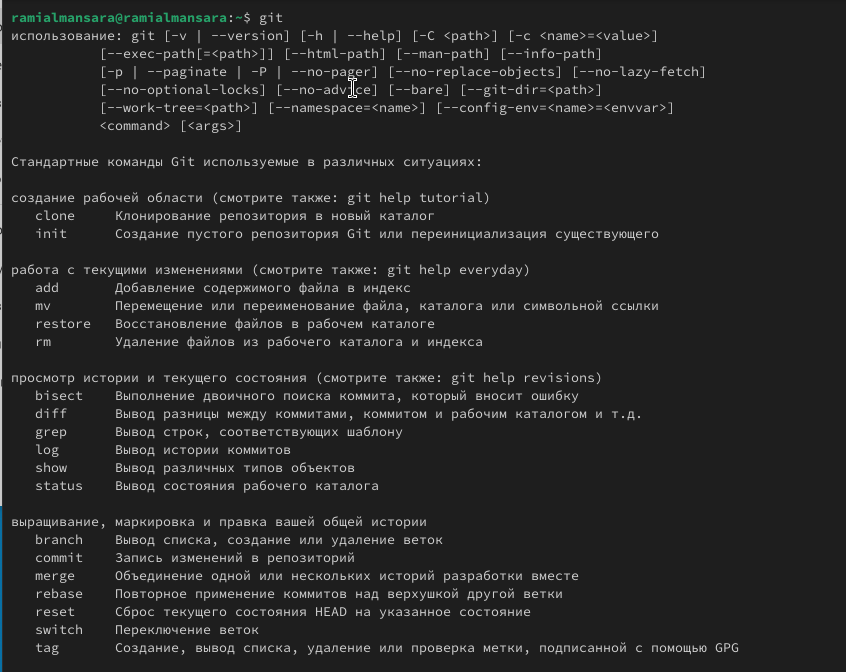 ramialmansara@ramialmansara:~$ git
использование: git [-v | --version] [-h | --help] [-C <path>] [-c <name>=<value>]
[--exec-path[=<path>]] [--html-path] [--man-path] [--info-path]
[-p | --paginate | -P | --no-pager] [--no-replace-objects] [--no-lazy-fetch]
[--no-optional-locks] [--no-advice] [--bare] [--git-dir=<path>]
[--work-tree=<path>] [--namespace=<name>] [--config-env=<name>=<envvar>]
<command> [<args>]
Стандартные команды Git используемые в различных ситуациях:
создание рабочей области (смотрите также: git help tutorial)
clone Клонирование репозитория в новый каталог
init Создание пустого репозитория Git или переинициализация существующего
работа с текущими изменениями (смотрите также: git help everyday)
add Добавление содержимого файла в индекс
mv Перемещение или переименование файла, каталога или символьной ссылки
restore Восстановление файлов в рабочем каталоге
rm Удаление файлов из рабочего каталога и индекса
просмотр истории и текущего состояния (смотрите также: git help revisions)
bisect Выполнение двоичного поиска коммита, который вносит ошибку
diff Вывод разницы между коммитами, коммитом и рабочим каталогом и т.д.
grep Вывод строк, соответствующих шаблону
log Вывод истории коммитов
show Вывод различных типов объектов
status Вывод состояния рабочего каталога
выращивание, маркировка и правка вашей общей истории
branch Вывод списка, создание или удаление веток
commit Запись изменений в репозиторий
merge Объединение одной или нескольких историй разработки вместе
rebase Повторное применение коммитов над верхушкой другой ветки
reset Сброс текущего состояния HEAD на указанное состояние
switch Переключение веток
tag Создание, вывод списка, удаление или проверка метки, подписанной с помощью GPG